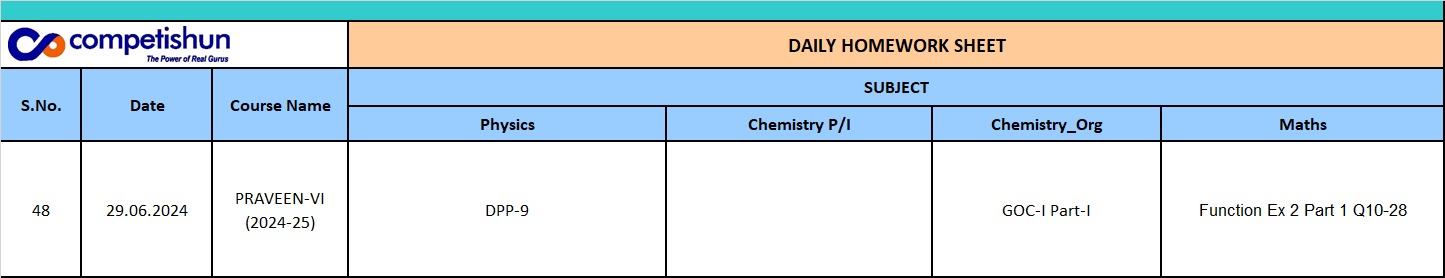 competishun
The Power of Real Gurus
DAILY HOMEWORK SHEET
S.No.
Date
Course Name
SUBJECT
Physics
Chemistry P/I
Chemistry_Org
Maths
48
29.06.2024
PRAVEEN-VI
(2024-25)
DPP-9
GOC-I Part-I
Function Ex 2 Part 1 Q10-28